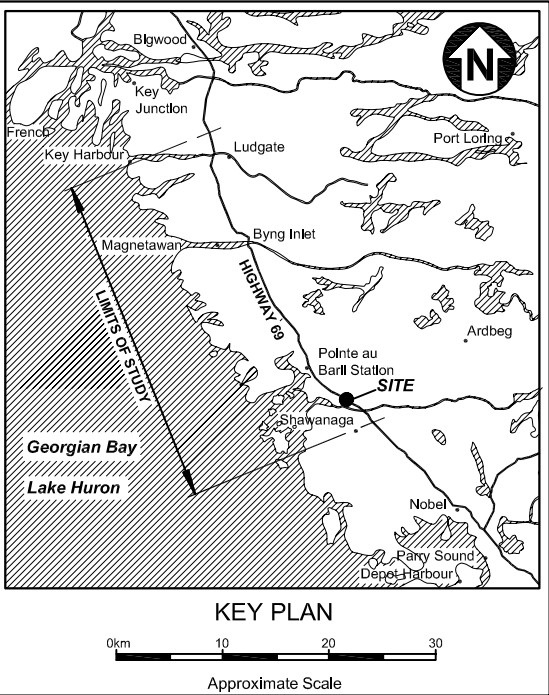 Bigwood
N
Key
Junction
French
Port Loring
Key Harbour
Ludgate
Magnetawan
Byng Inlet
HIGHWAY 69
LIMITS OF STUDY
Ardbeg
Pointe au
Baril Station
SITE
Shawanaga
Georgian Bay
Lake Huron
Nobel
Parry Sound
Depot Harbour
KEY PLAN
0km 10 20 30
Approximate Scale